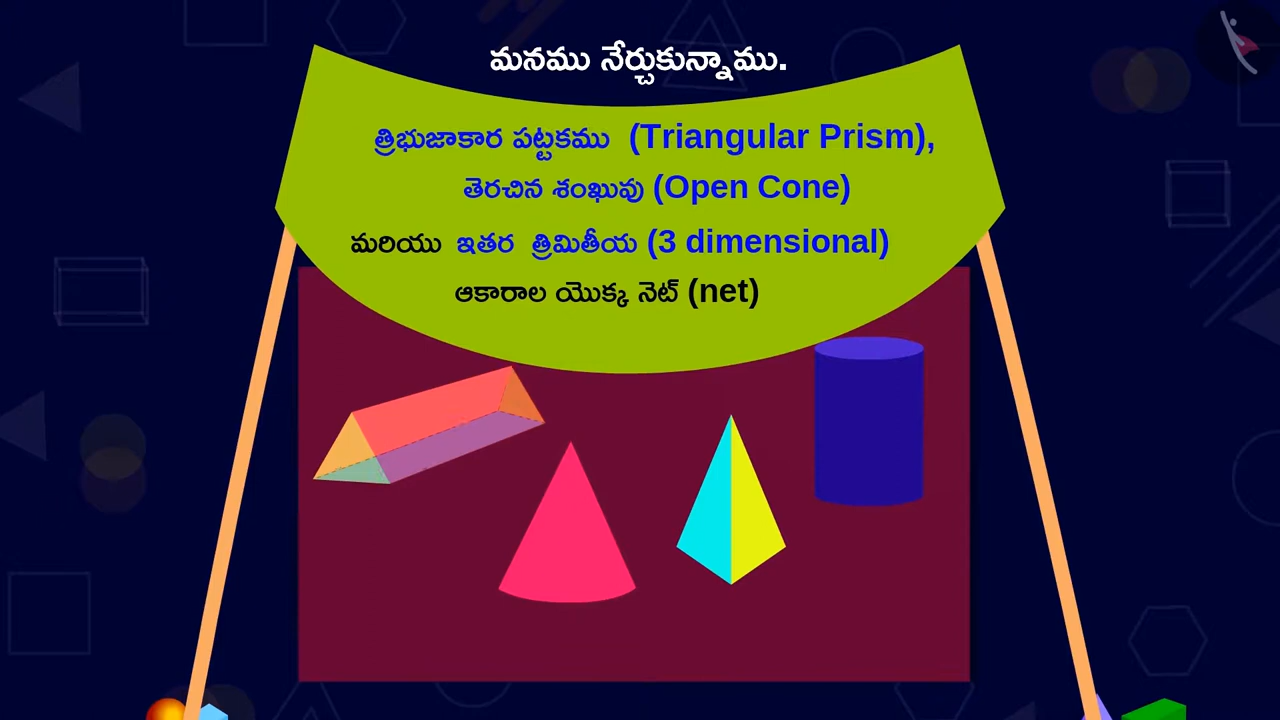 మనము నేర్చుకున్నాము.
త్రిభుజాకార పట్టకము (Triangular Prism),
తెరచిన శంఖువు (Open Cone)
మరియు ఇతర త్రిమితీయ (3 dimensional)
ఆకారాల యొక్క నెట్ (net)